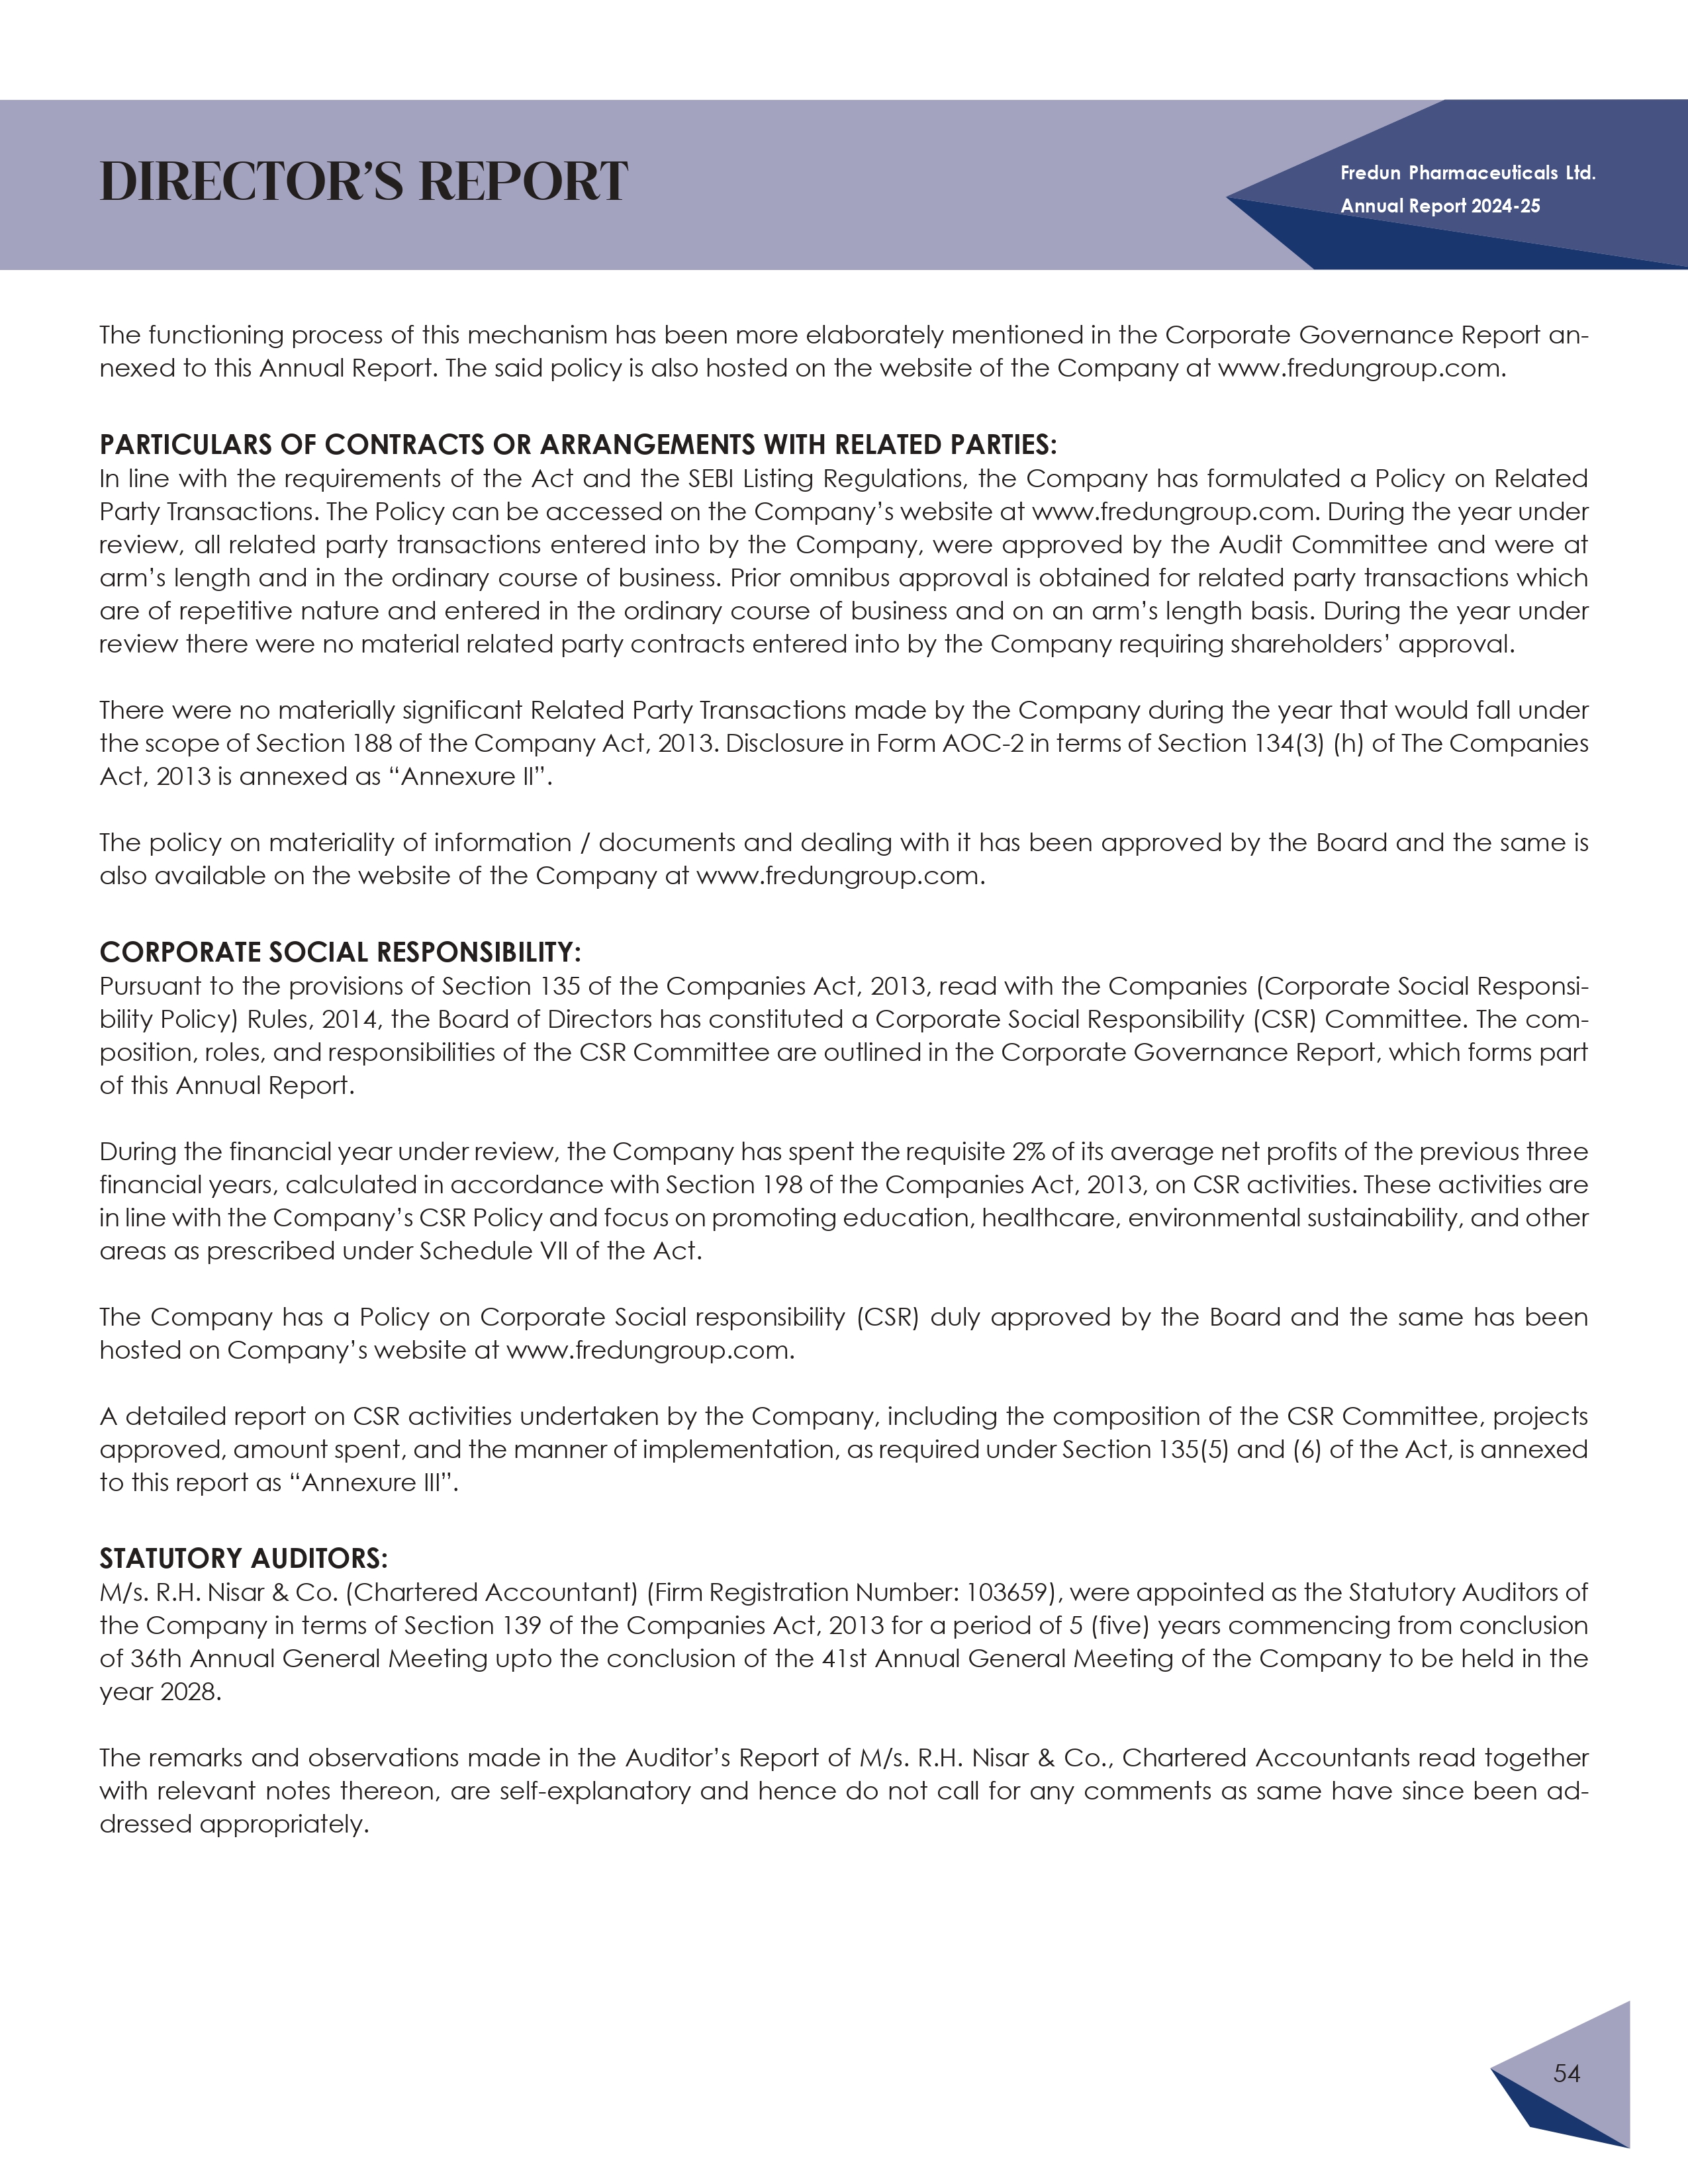 DIRECTOR’S REPORT
Fredun Pharmaceuticals Ltd.
Annual Report 2024-25
The functioning process of this mechanism has been more elaborately mentioned in the Corporate Governance Report an-
nexed to this Annual Report. The said policy is also hosted on the website of the Company at www.fredungroup.com.
PARTICULARS OF CONTRACTS OR ARRANGEMENTS WITH RELATED PARTIES:
In line with the requirements of the Act and the SEBI Listing Regulations, the Company has formulated a Policy on Related
Party Transactions. The Policy can be accessed on the Company’s website at www.fredungroup.com. During the year under
review, all related party transactions entered into by the Company, were approved by the Audit Committee and were at
arm’s length and in the ordinary course of business. Prior omnibus approval is obtained for related party transactions which
are of repetitive nature and entered in the ordinary course of business and on an arm’s length basis. During the year under
review there were no material related party contracts entered into by the Company requiring shareholders’ approval.
There were no materially significant Related Party Transactions made by the Company during the year that would fall under
the scope of Section 188 of the Company Act, 2013. Disclosure in Form AOC-2 in terms of Section 134(3) (h) of The Companies
Act, 2013 is annexed as “Annexure II”.
The policy on materiality of information / documents and dealing with it has been approved by the Board and the same is
also available on the website of the Company at www.fredungroup.com.
CORPORATE SOCIAL RESPONSIBILITY:
Pursuant to the provisions of Section 135 of the Companies Act, 2013, read with the Companies (Corporate Social Responsi-
bility Policy) Rules, 2014, the Board of Directors has constituted a Corporate Social Responsibility (CSR) Committee. The com-
position, roles, and responsibilities of the CSR Committee are outlined in the Corporate Governance Report, which forms part
of this Annual Report.
During the financial year under review, the Company has spent the requisite 2% of its average net profits of the previous three
financial years, calculated in accordance with Section 198 of the Companies Act, 2013, on CSR activities. These activities are
in line with the Company’s CSR Policy and focus on promoting education, healthcare, environmental sustainability, and other
areas as prescribed under Schedule VII of the Act.
The Company has a Policy on Corporate Social responsibility (CSR) duly approved by the Board and the same has been
hosted on Company’s website at www.fredungroup.com.
A detailed report on CSR activities undertaken by the Company, including the composition of the CSR Committee, projects
approved, amount spent, and the manner of implementation, as required under Section 135(5) and (6) of the Act, is annexed
to this report as “Annexure III”.
STATUTORY AUDITORS:
M/s. R.H. Nisar & Co. (Chartered Accountant) (Firm Registration Number: 103659), were appointed as the Statutory Auditors of
the Company in terms of Section 139 of the Companies Act, 2013 for a period of 5 (five) years commencing from conclusion
of 36th Annual General Meeting upto the conclusion of the 41st Annual General Meeting of the Company to be held in the
year 2028.
The remarks and observations made in the Auditor’s Report of M/s. R.H. Nisar & Co., Chartered Accountants read together
with relevant notes thereon, are self-explanatory and hence do not call for any comments as same have since been ad-
dressed appropriately.
54